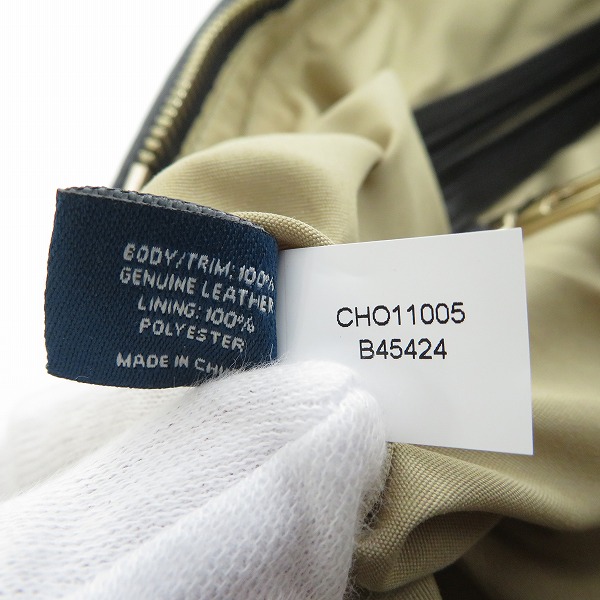 BODY/TRIM: 100%
GENUINE LEATHER
LINING: 100%
POLYESTER
MADE IN
CHO11005
B45424